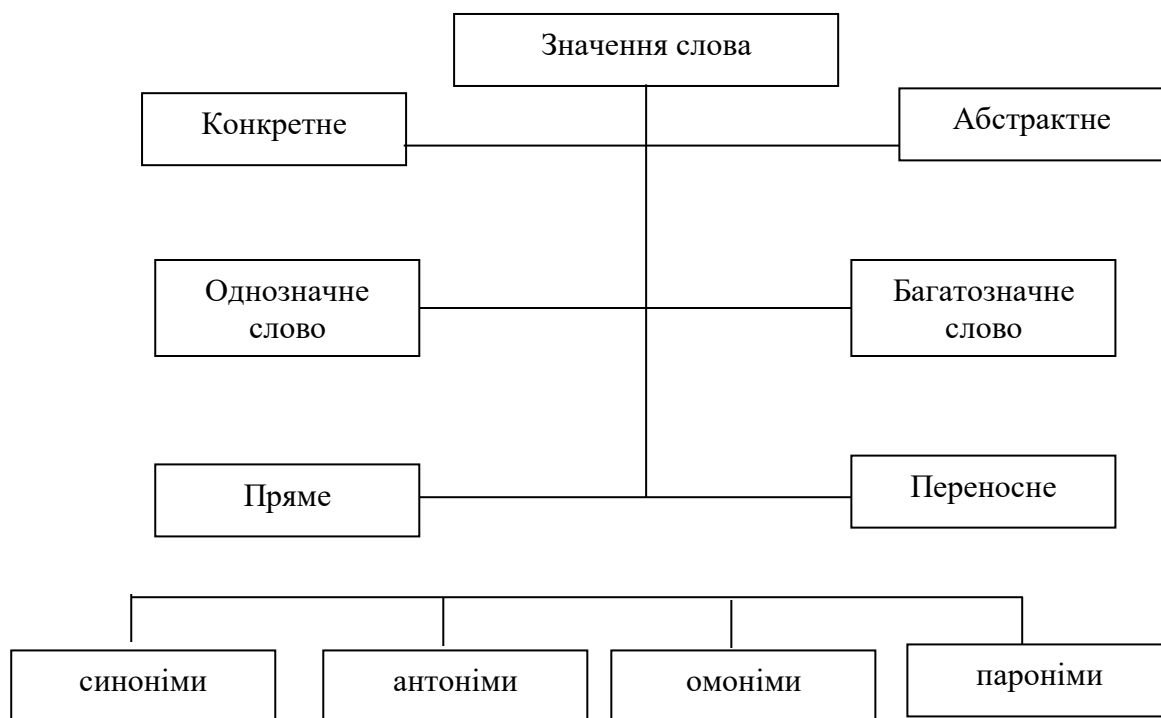 Значення слова
Конкретне
Абстрактне
Однозначне
слово
Багатозначне
слово
Пряме
Переносне
синоніми
антоніми
омоніми
пароніми